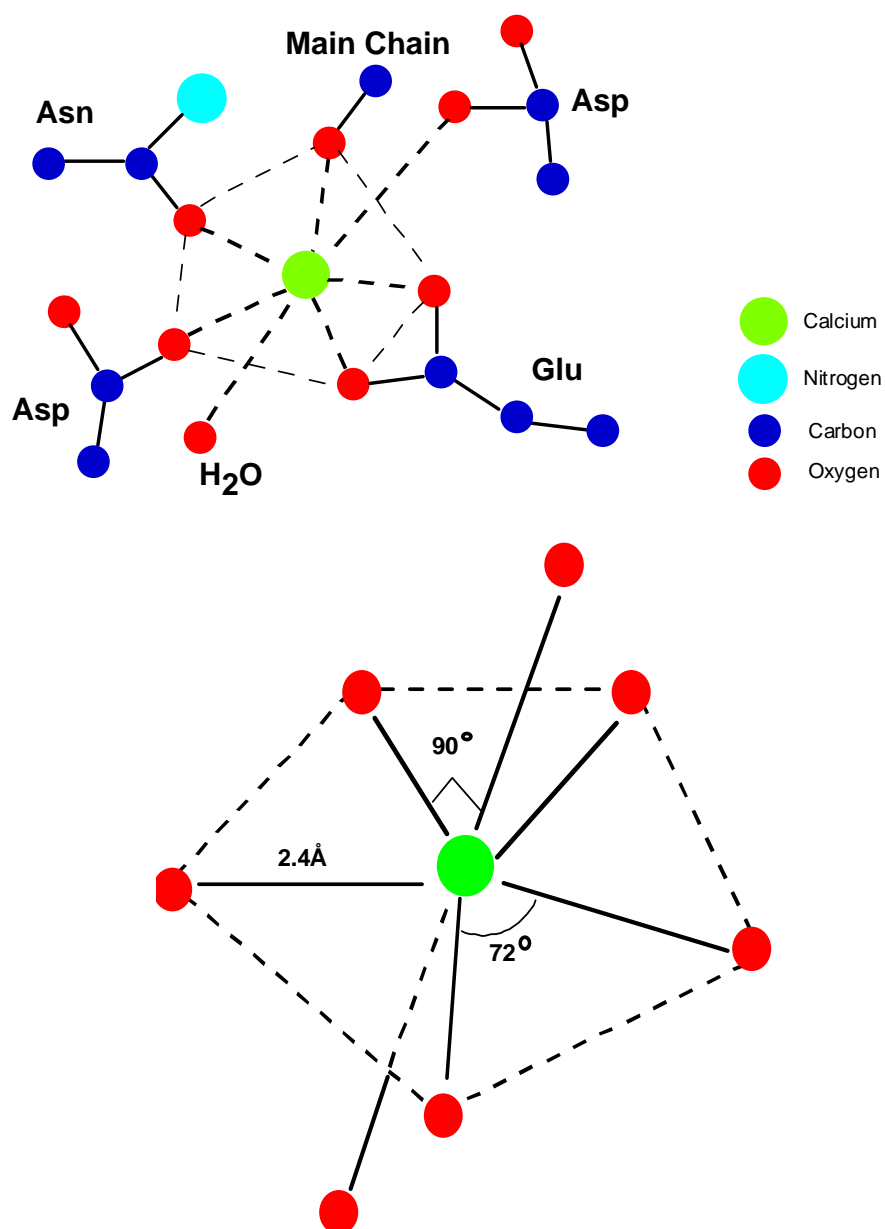 Main Chain
Asp
Asn
Calcium
Nitrogen
Glu
Asp
Carbon
Oxygen
H₂O
90°
2.4Å
72°